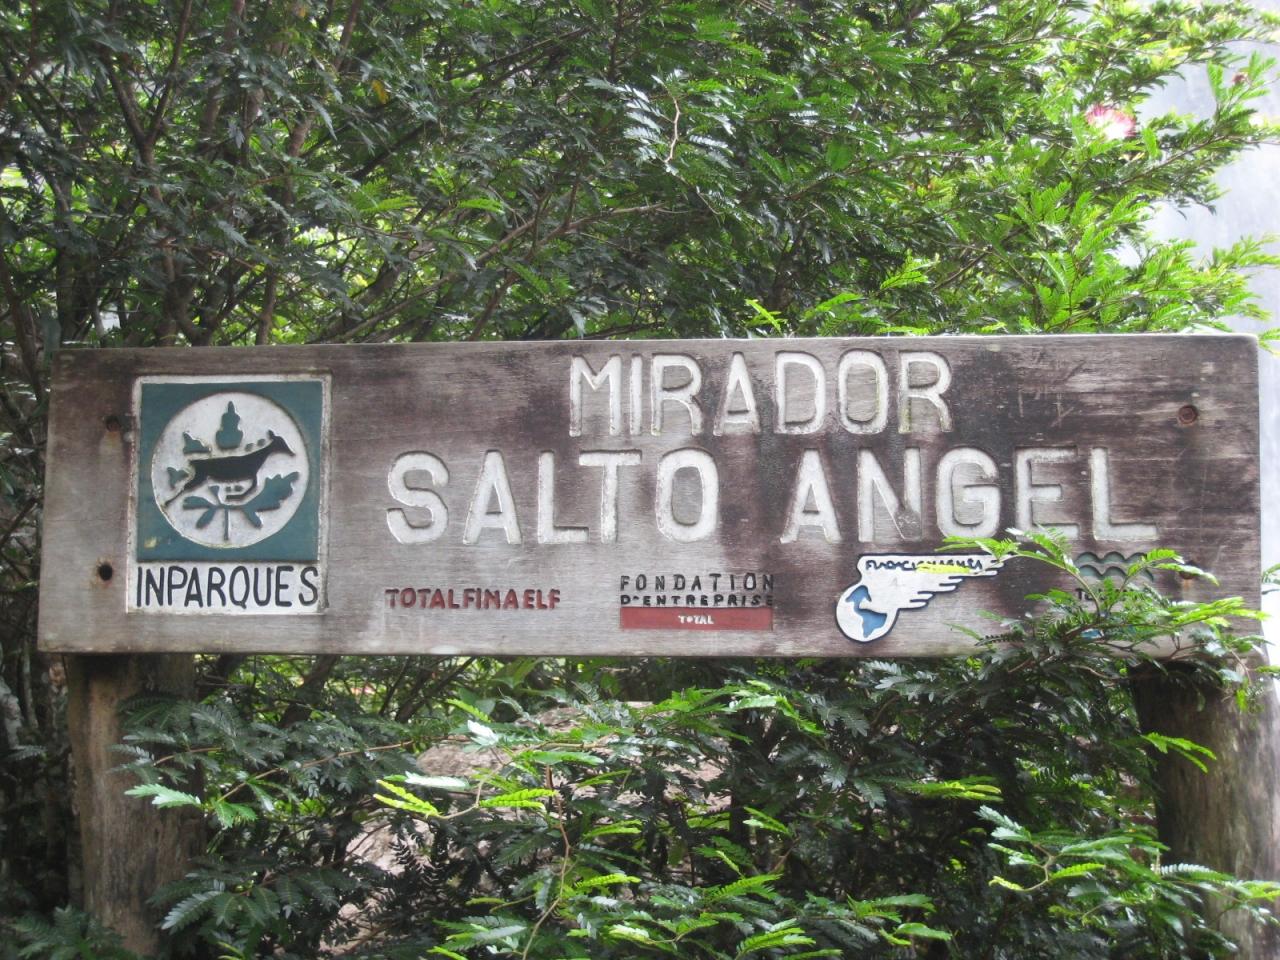 MIRADOR
SALTO ANGEL
INPARQUES
TOTALFINAELF
FONDATION
D'ENTREPRISE
TOTAL